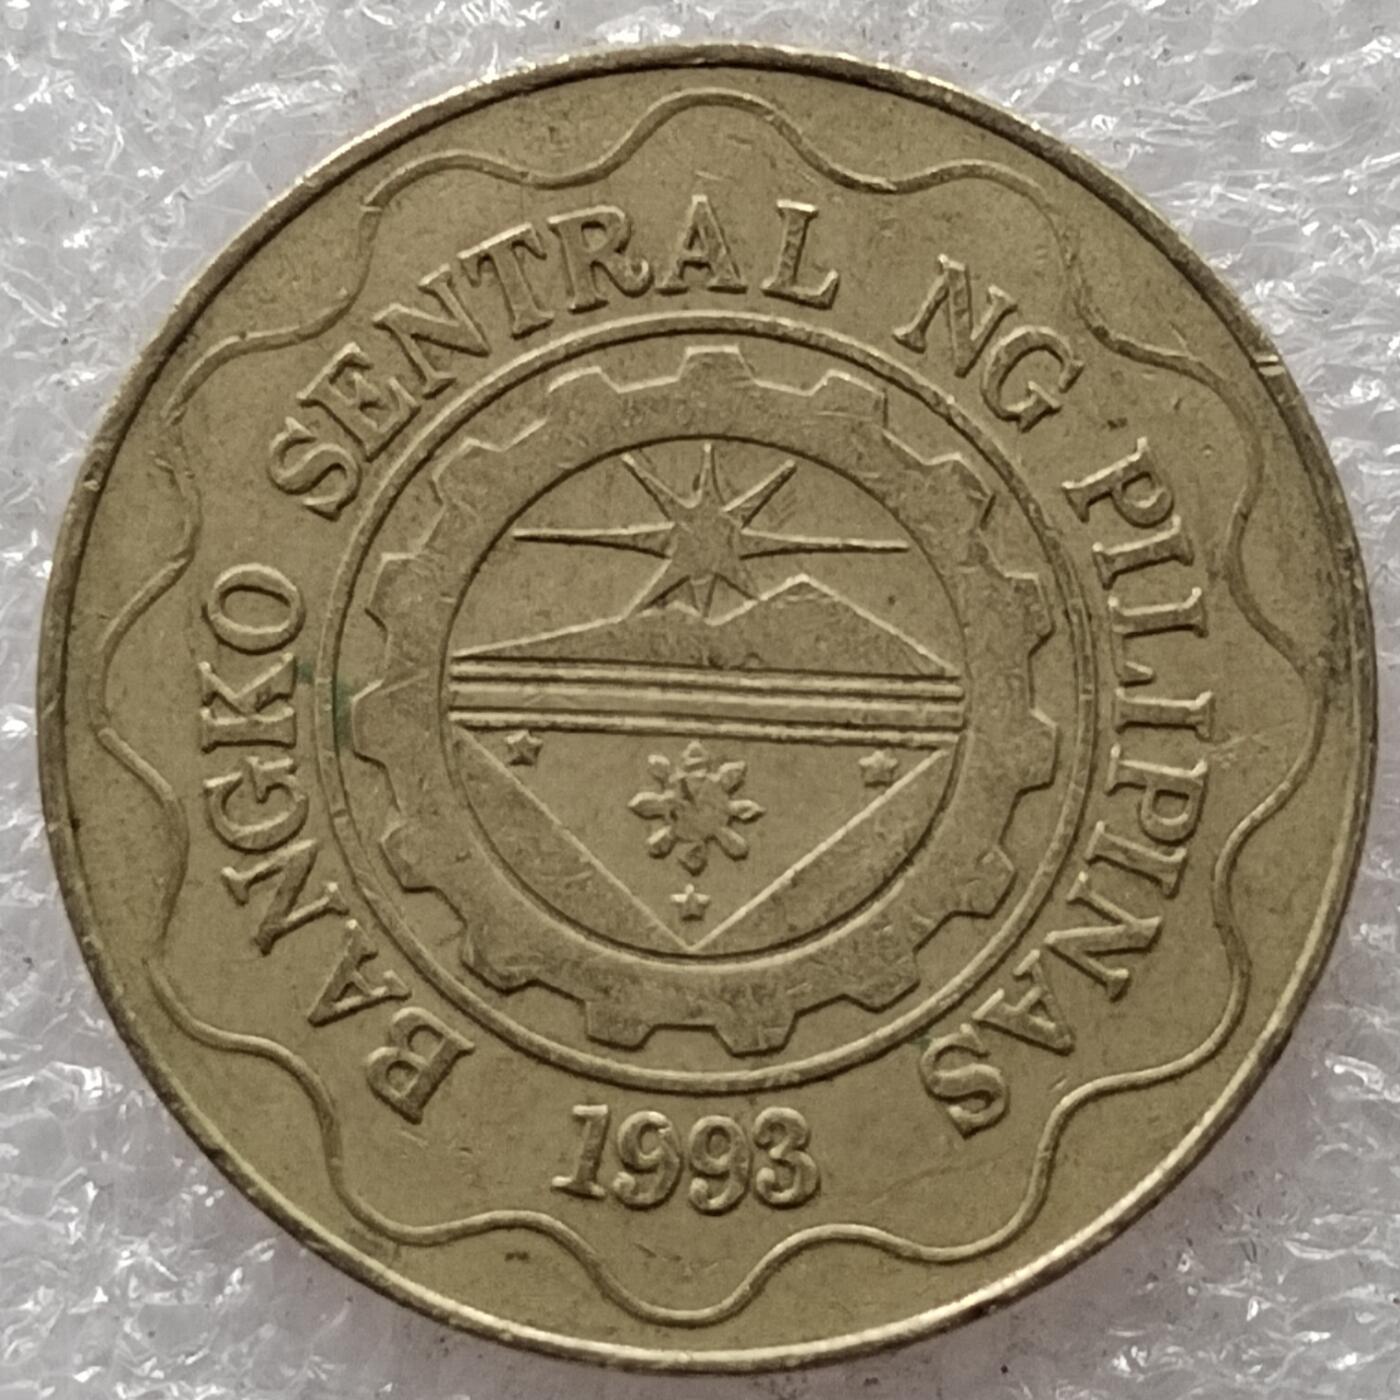 BANGKO SENTRAL NG PILIPINAS
1993